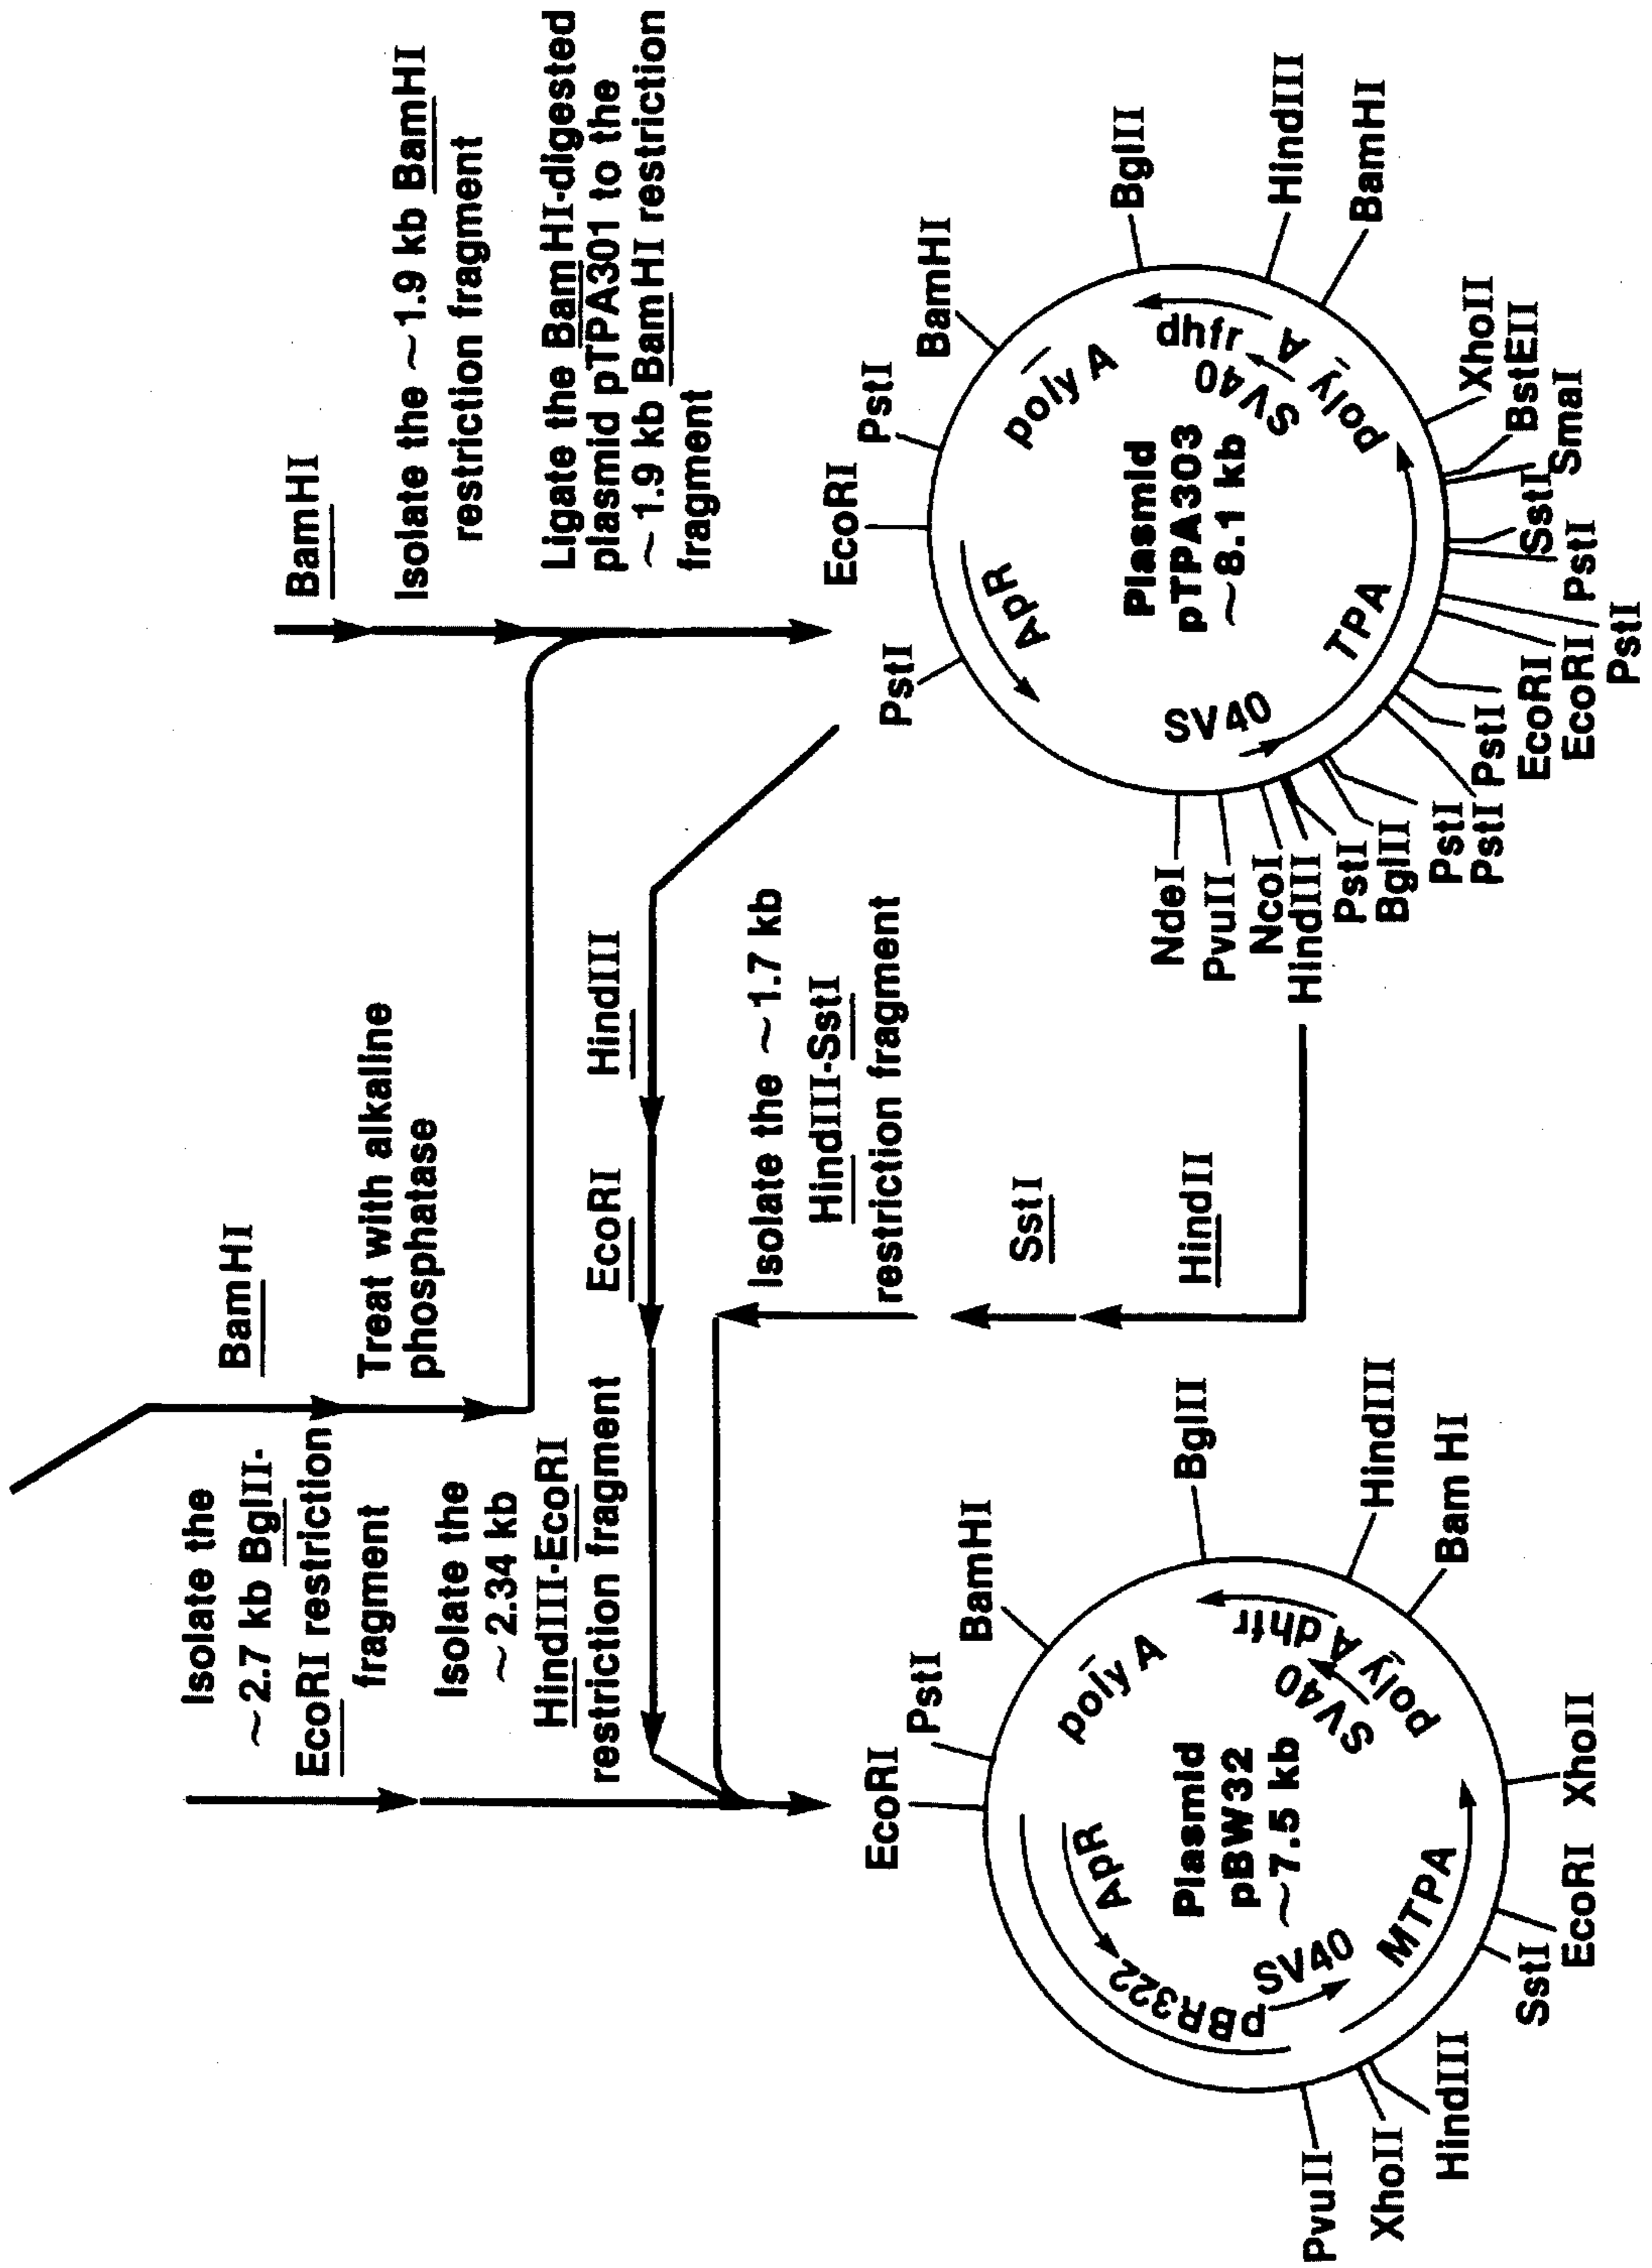 BamHI
BamHI
Isolate the
~2.7 kb BglII-
EcoRI restriction
fragment
Treat with alkaline
phosphatase
Isolate the ~1.9 kb BamHI
restriction fragment
Isolate the
~2.34 kb
HindIII-EcoRI
restriction fragment
Ligate the BamHI-digested
plasmid pTPA301 to the
~1.9 kb BamHI restriction
fragment
EcoRI
HindIII
Isolate the ~1.7 kb
HindIII-SstI
restriction fragment
SstI
HindII
EcoRI
PstI
BamHI
BglII
HindIII
Bam HI
XhoII
EcoRI
SstI
HindIII
XhoII
PvuII
ApR
pBR322
SV40
MTPA
poly A
dhfr
SV40
poly A
Plasmid
pBW32
~7.5 kb
PstI
EcoRI
PstI
BamHI
BglII
HindIII
BamHI
XhoII
BstEII
SmaI
SstI
PstI
PstI
EcoRI
EcoRI
PstI
PstI
PstI
BglII
PstI
HindIII
NcoI
PvuII
NdeI
ApR
SV40
TPA
poly A
dhfr
SV40
poly A
Plasmid
pTPA303
~8.1 kb